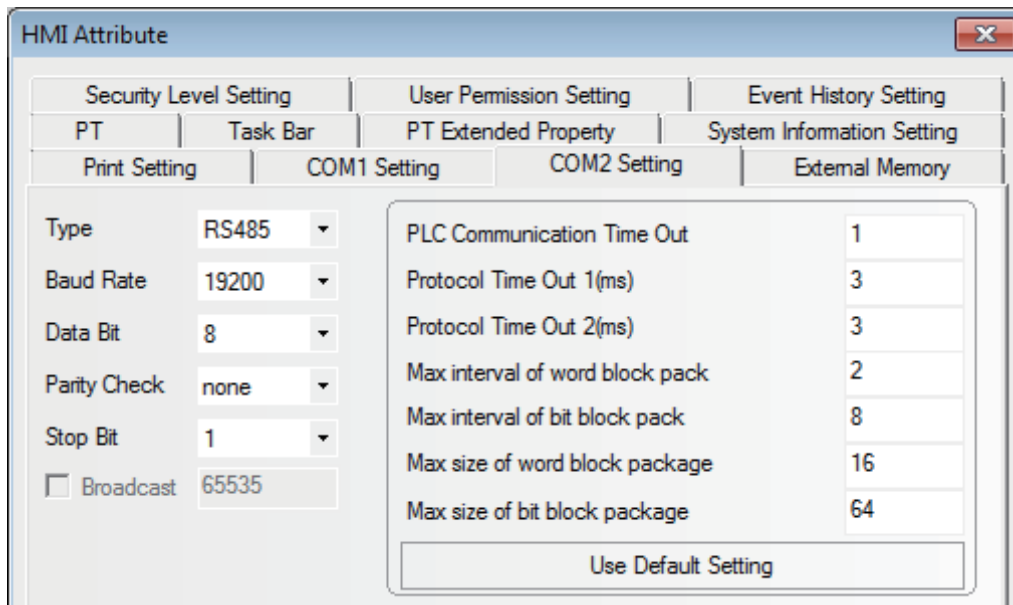 HMI Attribute
Security Level Setting
User Permission Setting
Event History Setting
PT
Task Bar
PT Extended Property
System Information Setting
Print Setting
COM1 Setting
COM2 Setting
External Memory
Type
RS485
Baud Rate
19200
Data Bit
8
Parity Check
none
Stop Bit
1
Broadcast
65535
PLC Communication Time Out
1
Protocol Time Out 1(ms)
3
Protocol Time Out 2(ms)
3
Max interval of word block pack
2
Max interval of bit block pack
8
Max size of word block package
16
Max size of bit block package
64
Use Default Setting